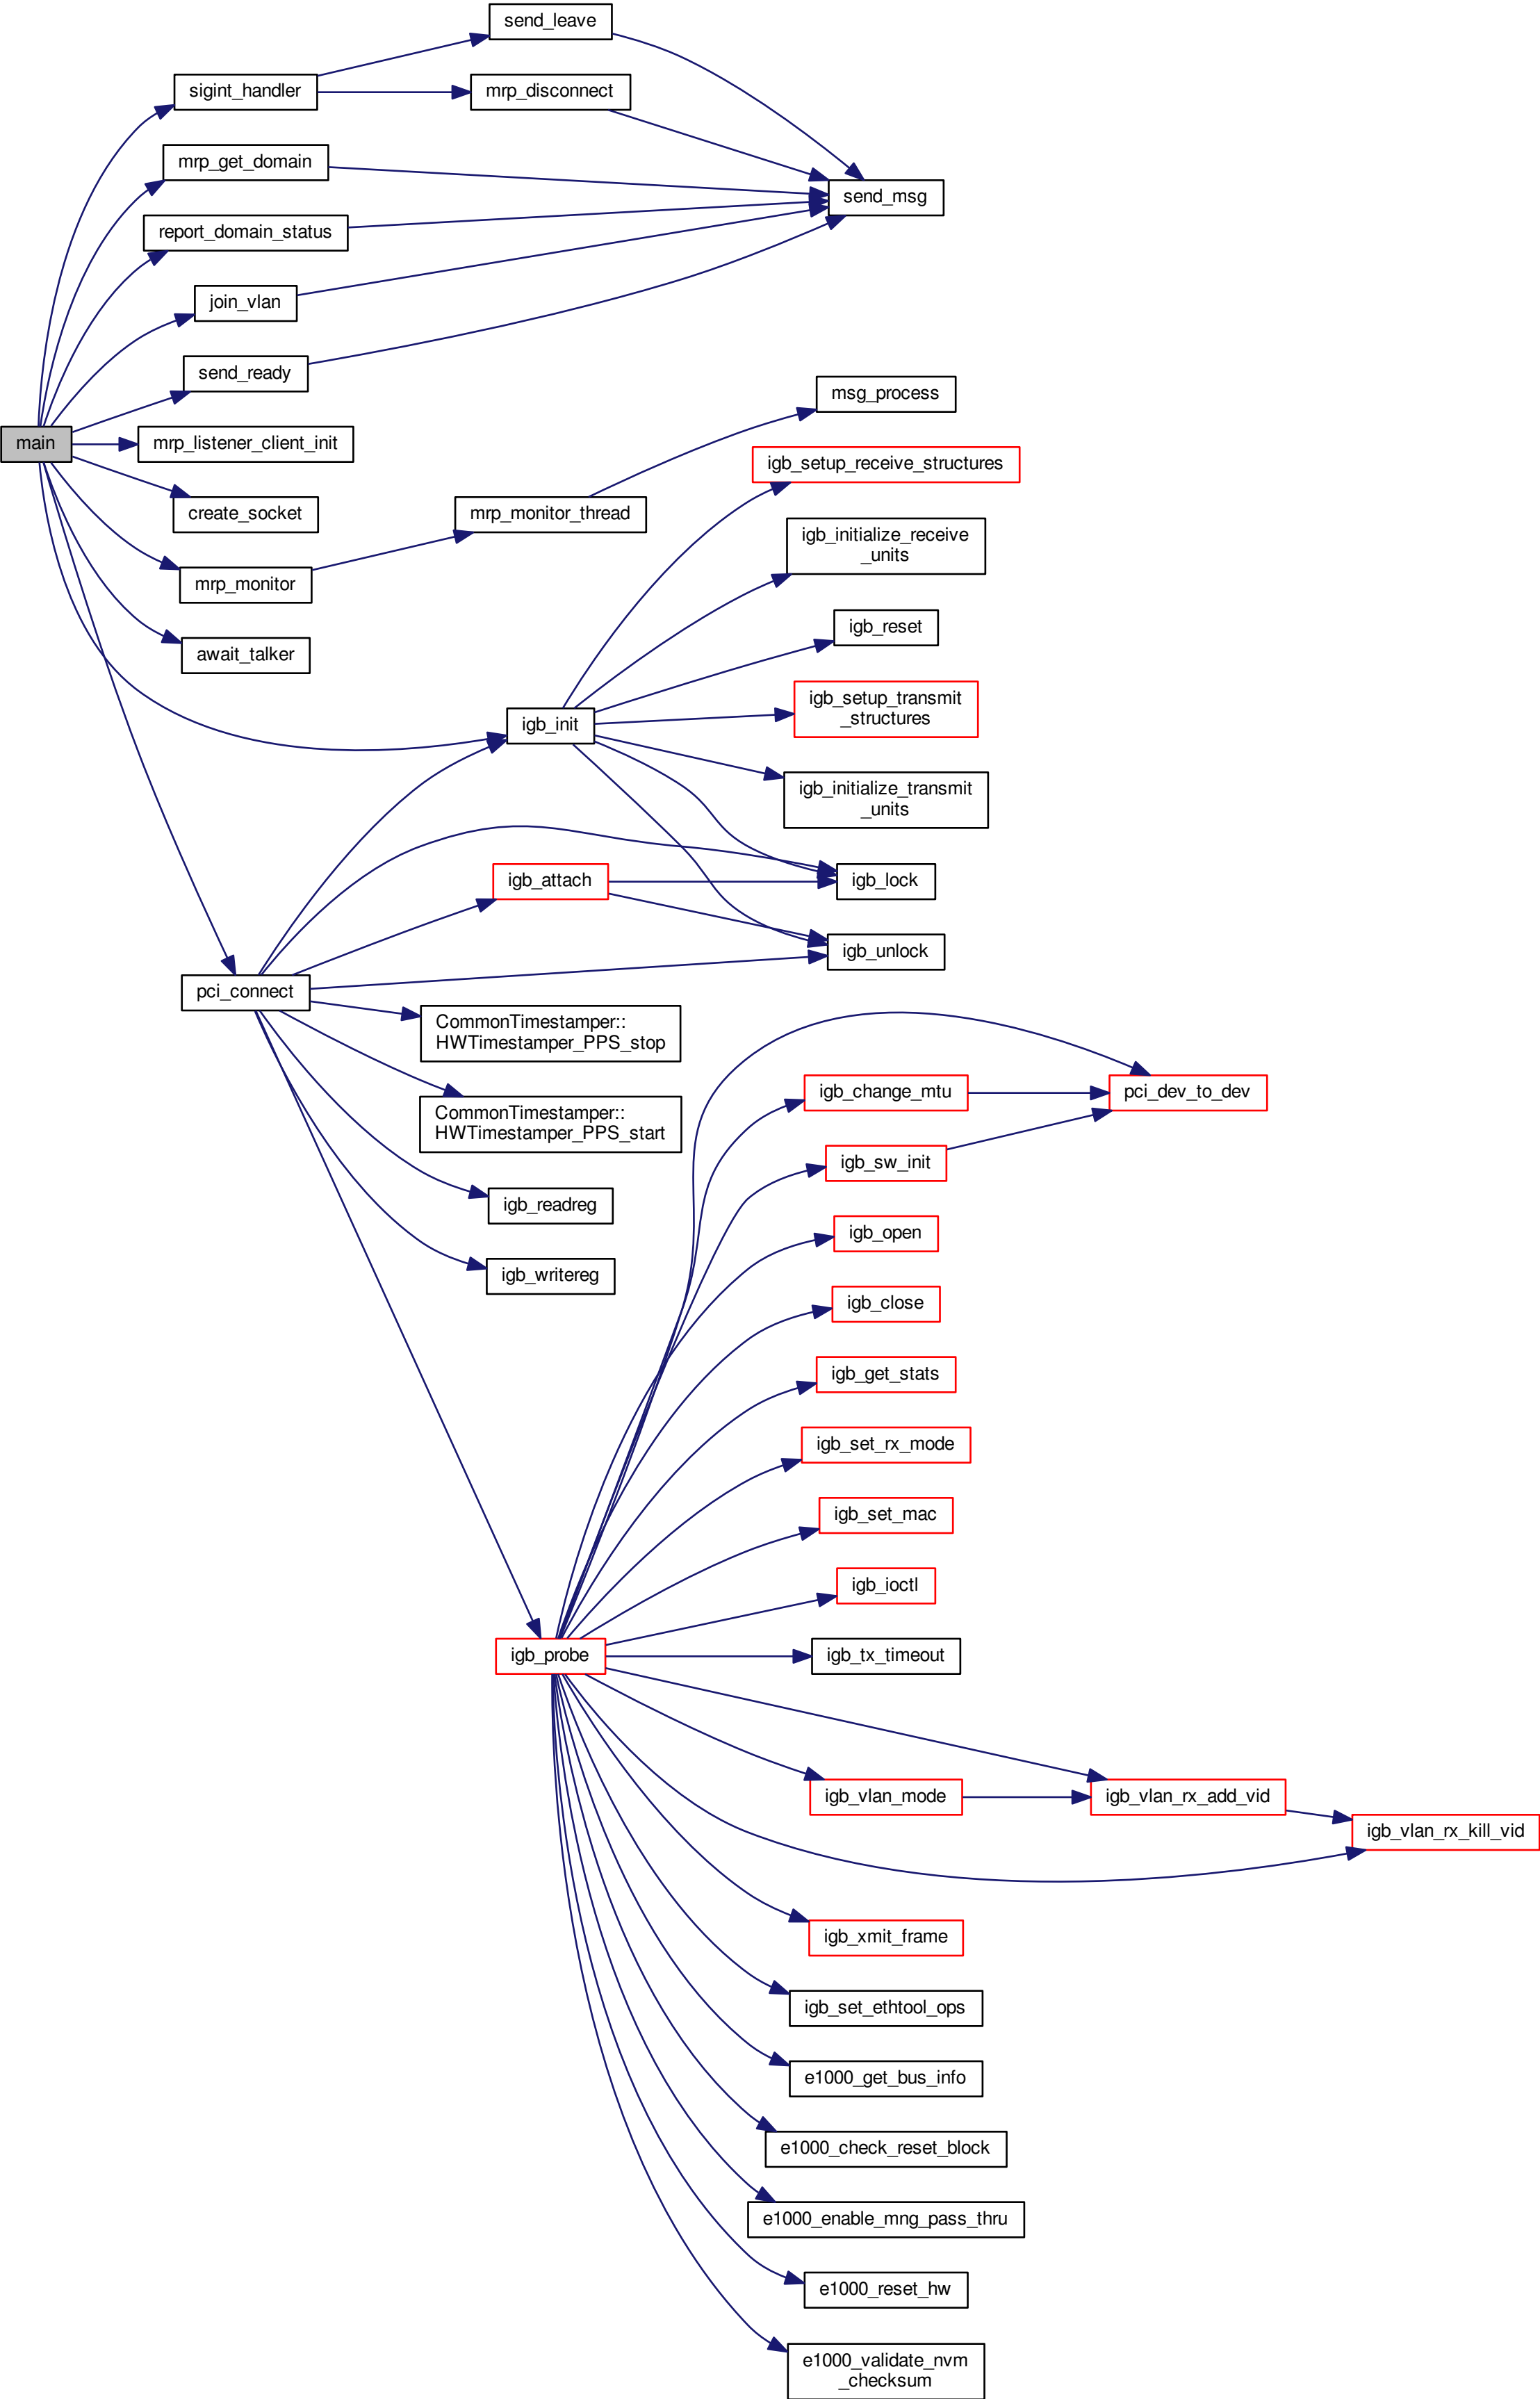 send_leave
sigint_handler
mrp_disconnect
mrp_get_domain
send_msg
report_domain_status
join_vlan
send_ready
msg_process
main
mrp_listener_client_init
igb_setup_receive_structures
create_socket
mrp_monitor_thread
igb_initialize_receive
_units
mrp_monitor
igb_reset
await_talker
igb_init
igb_setup_transmit
_structures
igb_initialize_transmit
_units
igb_attach
igb_lock
igb_unlock
pci_connect
CommonTimestamper::
HWTimestamper_PPS_stop
igb_change_mtu
pci_dev_to_dev
CommonTimestamper::
HWTimestamper_PPS_start
igb_sw_init
igb_readreg
igb_open
igb_writereg
igb_close
igb_get_stats
igb_set_rx_mode
igb_set_mac
igb_ioctl
igb_probe
igb_tx_timeout
igb_vlan_mode
igb_vlan_rx_add_vid
igb_vlan_rx_kill_vid
igb_xmit_frame
igb_set_ethtool_ops
e1000_get_bus_info
e1000_check_reset_block
e1000_enable_mng_pass_thru
e1000_reset_hw
e1000_validate_nvm
_checksum